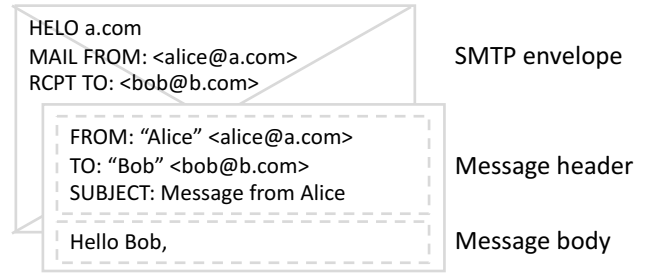 HELO a.com
MAIL FROM: <alice@a.com>
RCPT TO: <bob@b.com>
SMTP envelope
FROM: “Alice” <alice@a.com>
TO: “Bob” <bob@b.com>
SUBJECT: Message from Alice
Message header
Hello Bob,
Message body